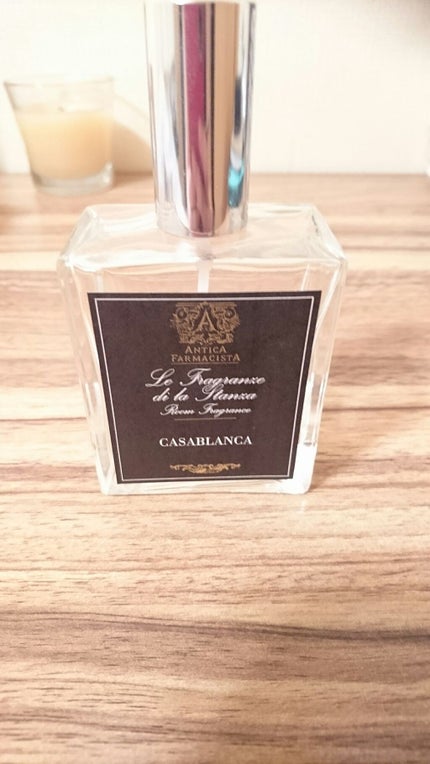 A
ANTICA
FARMACISTA
Le Fragranze
di la Stanza
Room Fragrance
CASABLANCA